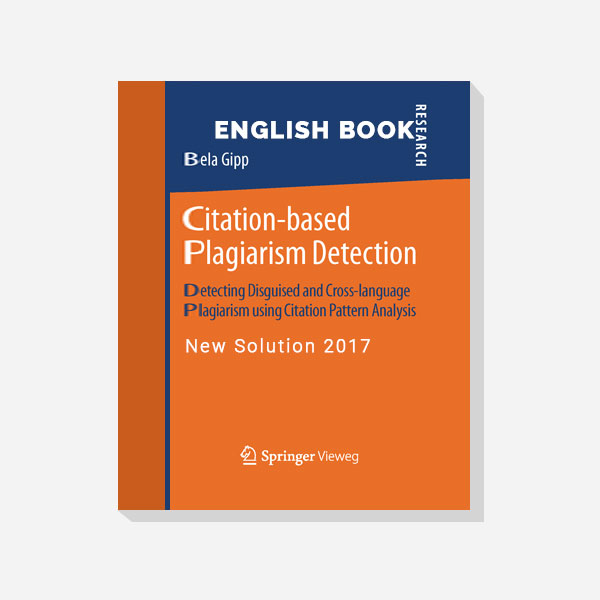 ENGLISH BOOK
RESEARCH
Bela Gipp
Citation-based
Plagiarism Detection
Detecting Disguised and Cross-language
Plagiarism using Citation Pattern Analysis
New Solution 2017
Springer Vieweg